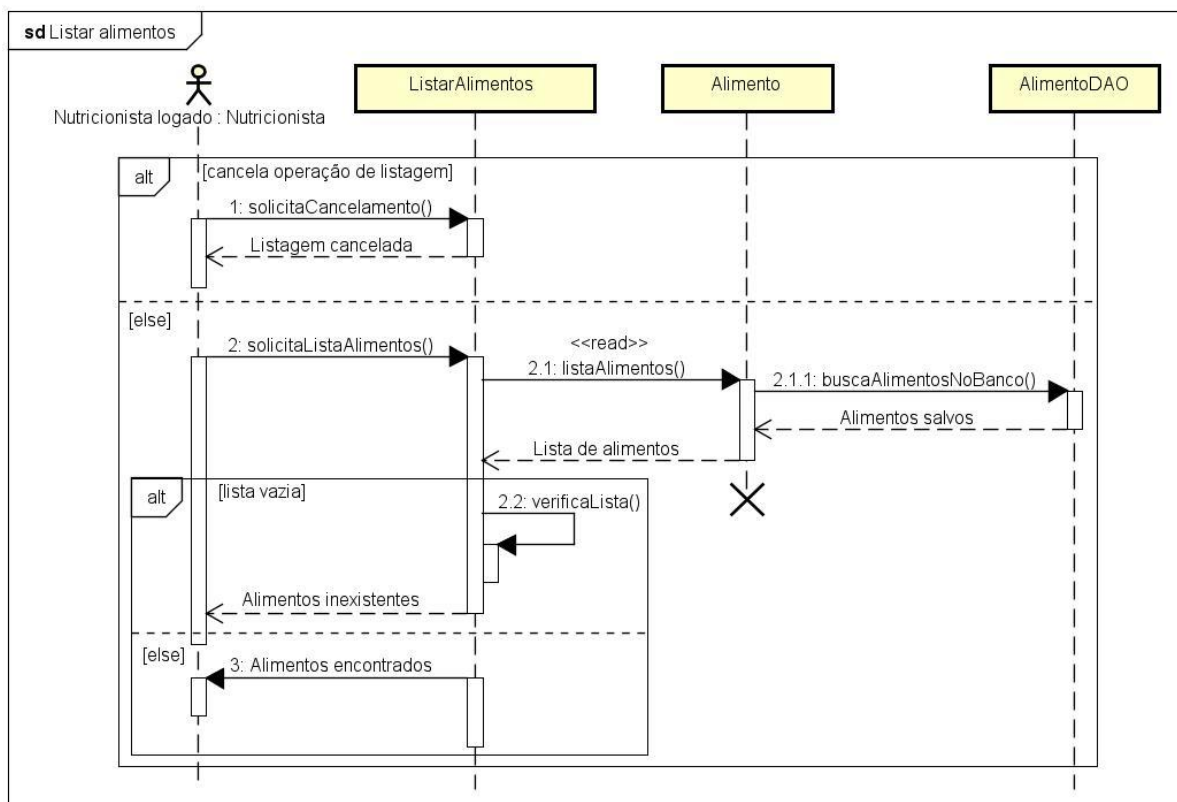 sd Listar alimentos
ListarAlimentos
Alimento
AlimentoDAO
Nutricionista logado : Nutricionista
alt
[cancela operação de listagem]
1: solicitaCancelamento()
Listagem cancelada
[else]
2: solicitaListaAlimentos()
<<read>>
2.1: listaAlimentos()
2.1.1: buscaAlimentosNoBanco()
Alimentos salvos
Lista de alimentos
alt
[lista vazia]
2.2: verificaLista()
Alimentos inexistentes
[else]
3: Alimentos encontrados